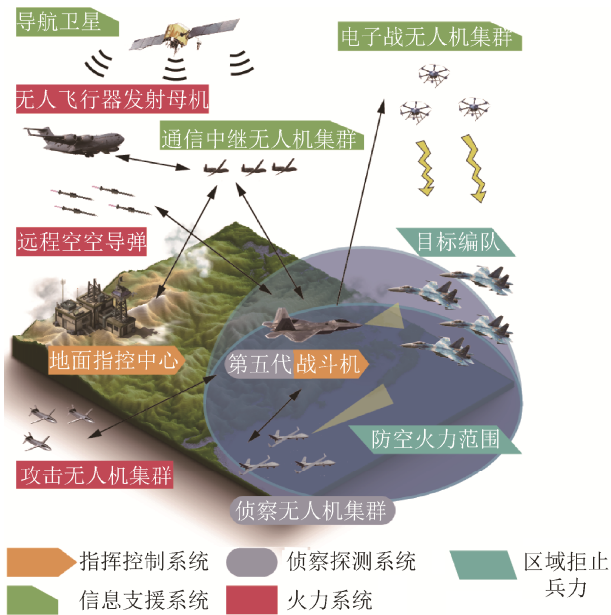 导航卫星
电子战无人机集群
无人飞行器发射母机
通信中继无人机集群
远程空空导弹
目标编队
地面指控中心
第五代战斗机
防空火力范围
攻击无人机集群
侦察无人机集群
指挥控制系统
侦察探测系统
区域拒止
兵力
信息支援系统
火力系统